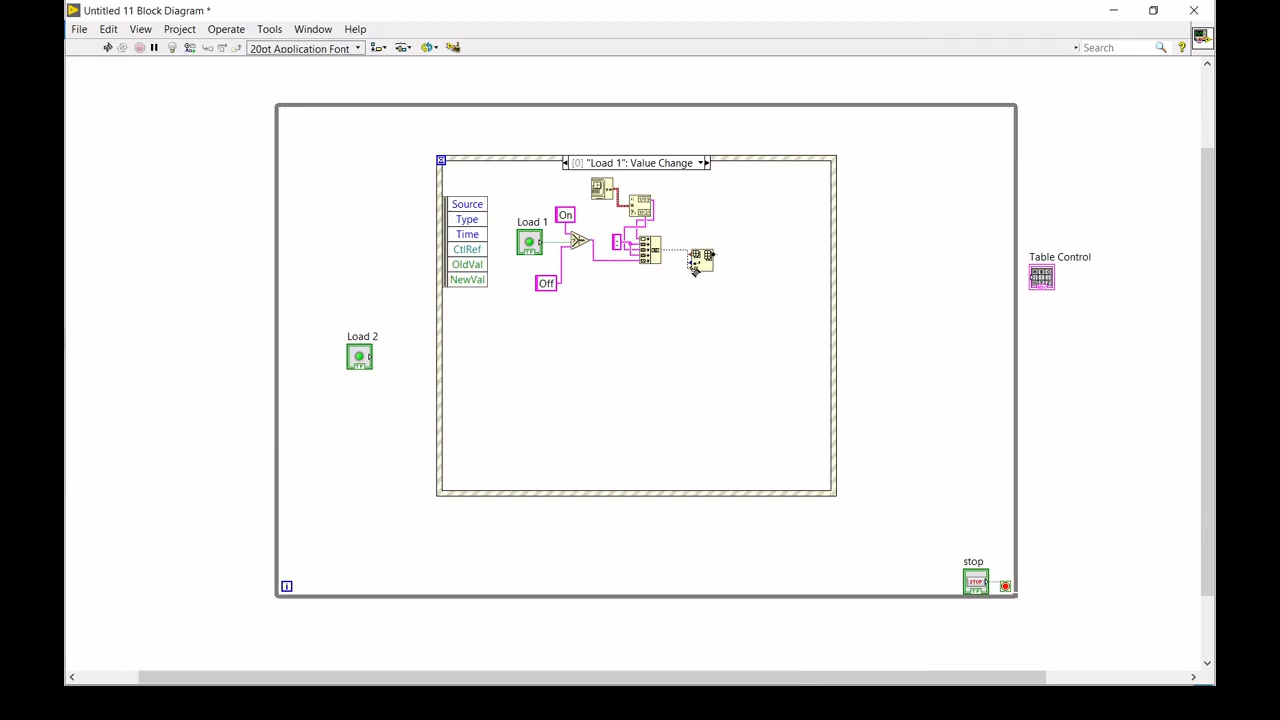 Untitled 11 Block Diagram *
File Edit View Project Operate Tools Window Help
20pt Application Font
Search
[0] "Load 1": Value Change
Source
Type
Time
CtlRef
OldVal
NewVal
Load 1
On
Off
Load 2
Table Control
stop
STOP
i